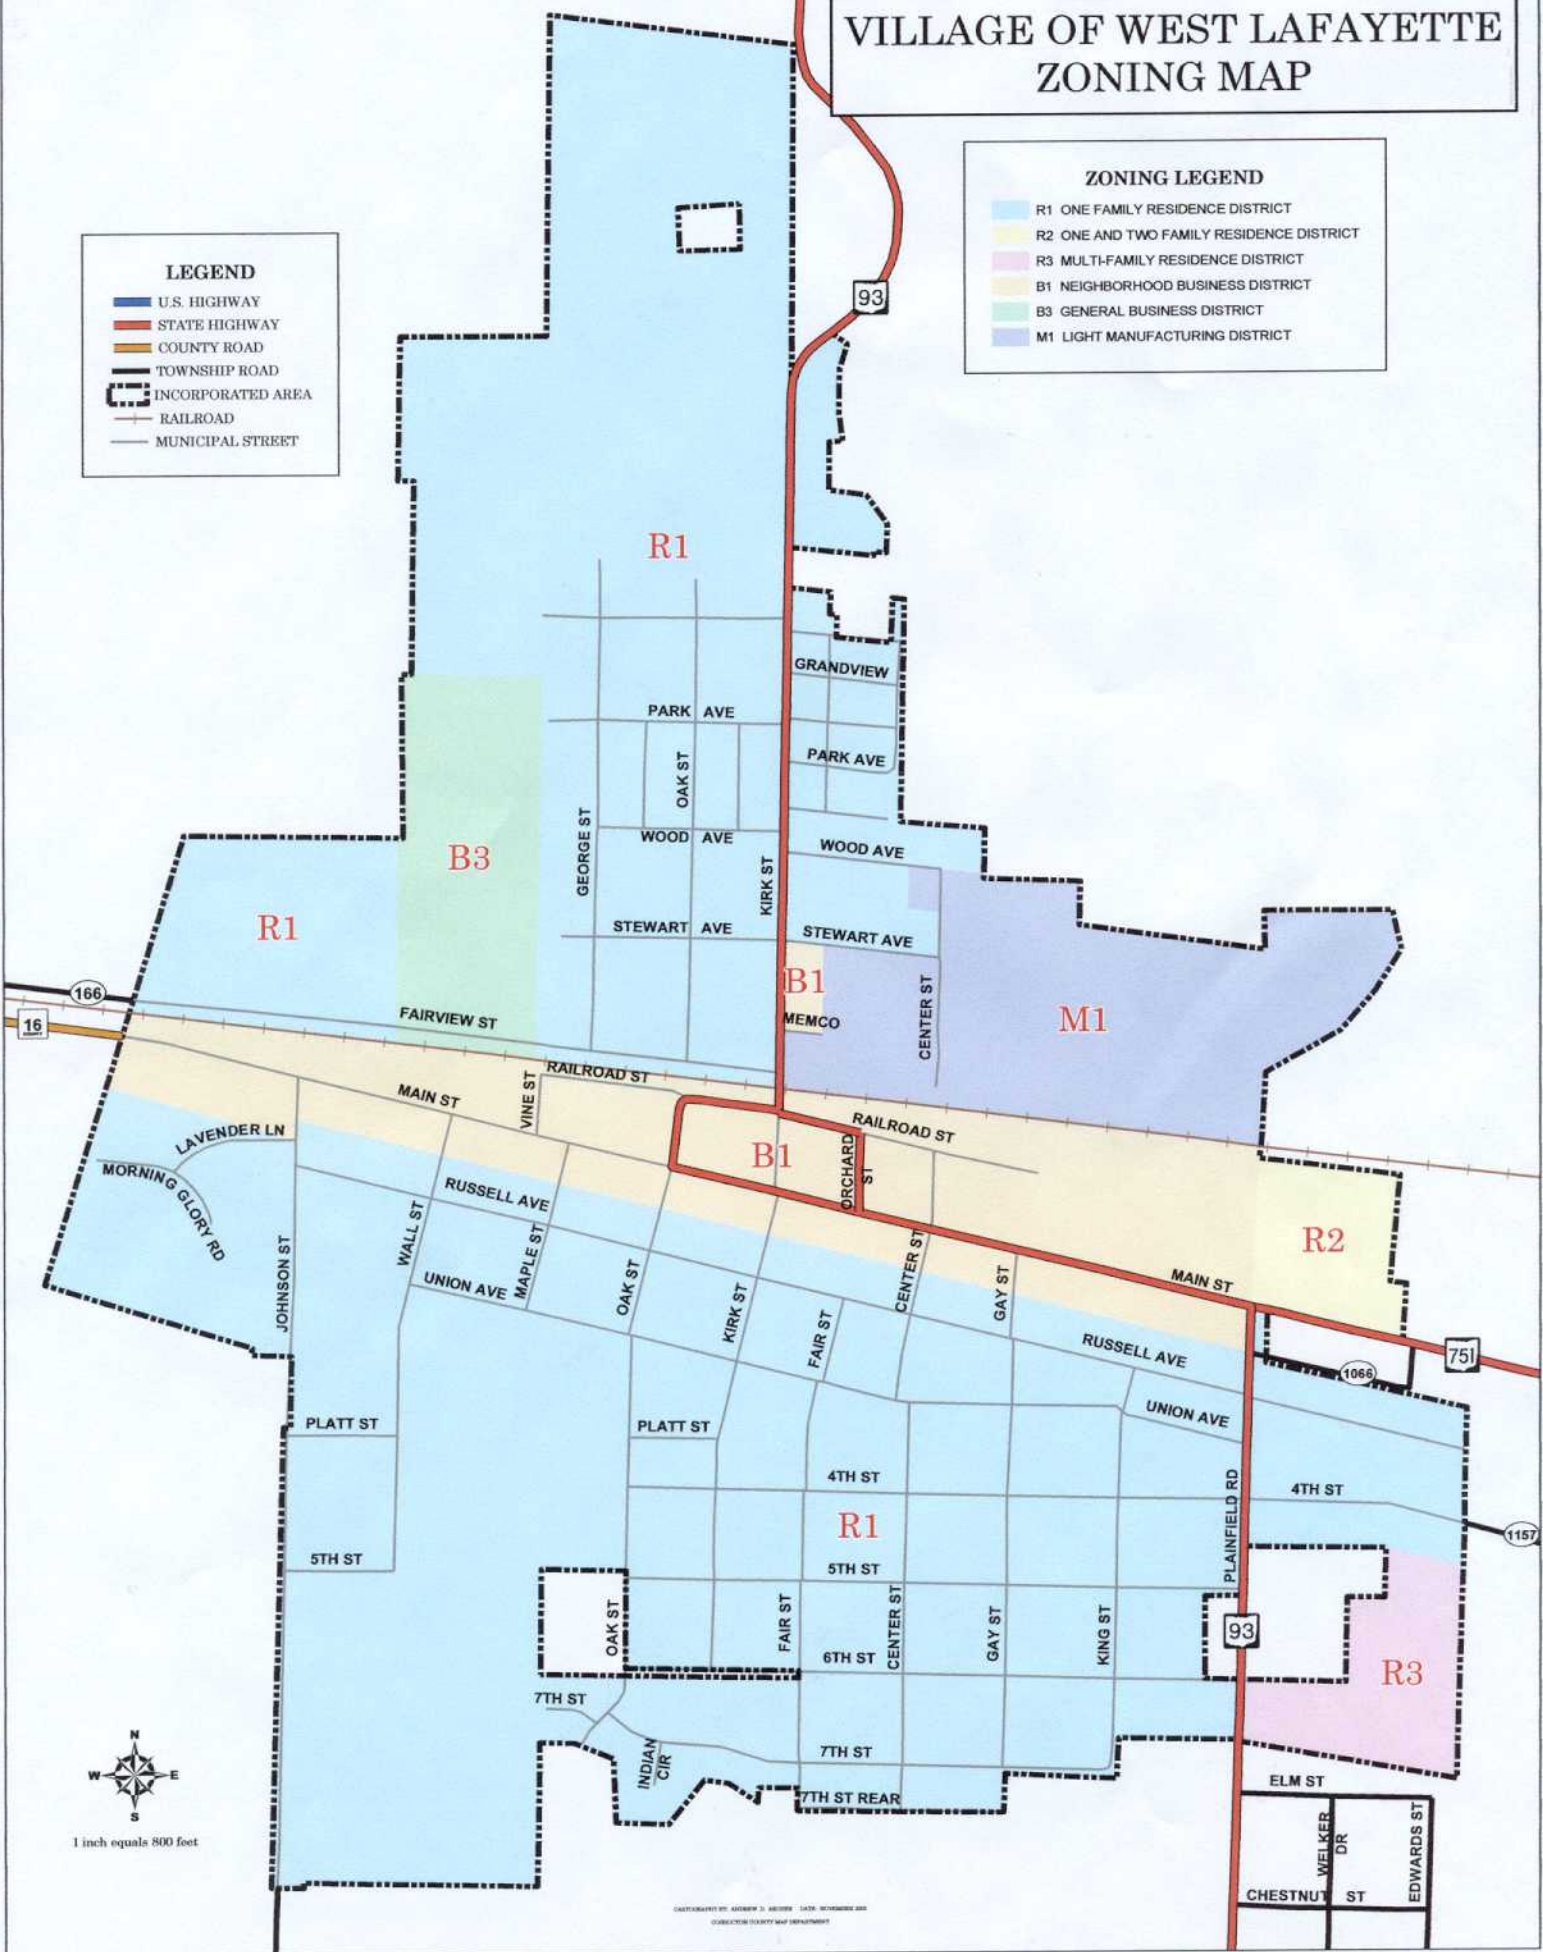 VILLAGE OF WEST LAFAYETTE
ZONING MAP
ZONING LEGEND
R1 ONE FAMILY RESIDENCE DISTRICT
R2 ONE AND TWO FAMILY RESIDENCE DISTRICT
R3 MULTI-FAMILY RESIDENCE DISTRICT
B1 NEIGHBORHOOD BUSINESS DISTRICT
B3 GENERAL BUSINESS DISTRICT
M1 LIGHT MANUFACTURING DISTRICT
LEGEND
U.S. HIGHWAY
STATE HIGHWAY
COUNTY ROAD
TOWNSHIP ROAD
INCORPORATED AREA
RAILROAD
MUNICIPAL STREET
93
R1
GRANDVIEW
PARK AVE
PARK AVE
OAK ST
GEORGE ST
WOOD AVE
WOOD AVE
B3
KIRK ST
R1
STEWART AVE
STEWART AVE
B1
MEMCO
CENTER ST
M1
166
16
FAIRVIEW ST
RAILROAD ST
MAIN ST
VINE ST
RAILROAD ST
B1
ORCHARD ST
LAVENDER LN
MORNING GLORY RD
RUSSELL AVE
JOHNSON ST
WALL ST
MAPLE ST
UNION AVE
OAK ST
KIRK ST
FAIR ST
CENTER ST
GAY ST
MAIN ST
R2
RUSSELL AVE
751
1066
UNION AVE
PLATT ST
PLATT ST
4TH ST
4TH ST
PLAINFIELD RD
R1
1157
5TH ST
5TH ST
OAK ST
FAIR ST
CENTER ST
GAY ST
KING ST
93
6TH ST
R3
7TH ST
INDIAN CIR
7TH ST
7TH ST REAR
ELM ST
WELKER DR
EDWARDS ST
CHESTNUT ST
N
W E
S
1 inch equals 800 feet
COSHOCTON COUNTY MAP DEPARTMENT